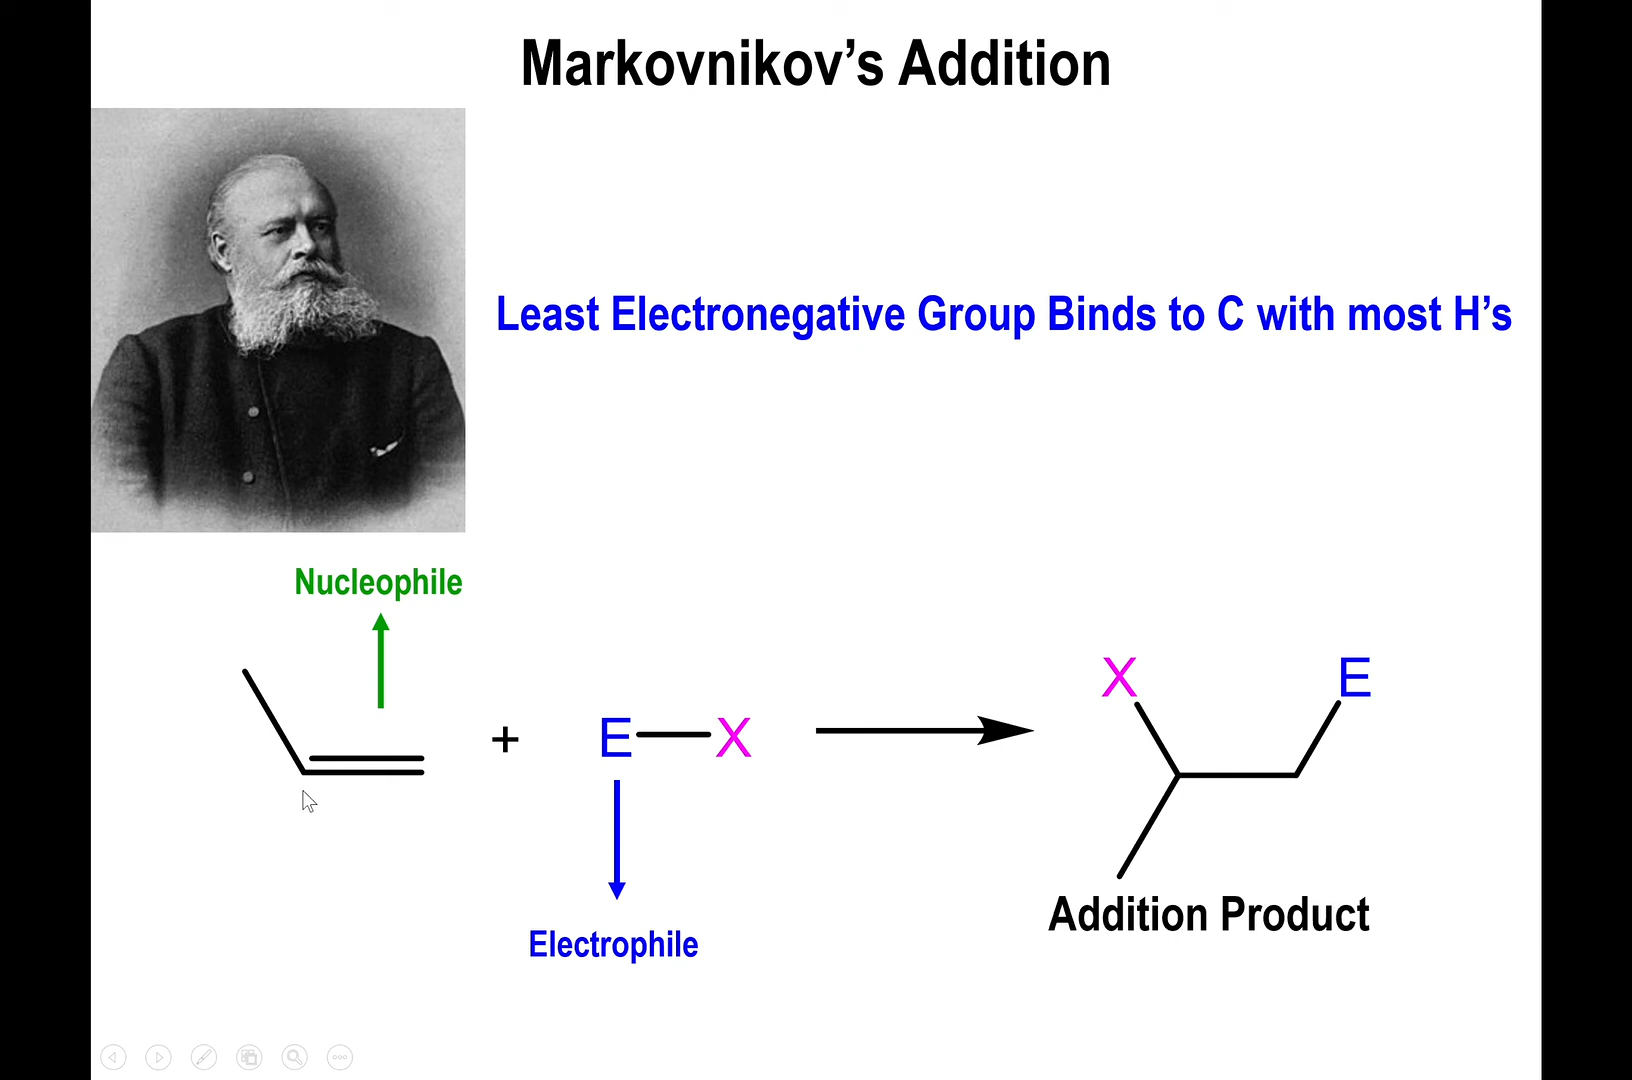 Markovnikov’s Addition
Least Electronegative Group Binds to C with most H’s
Nucleophile
+ E X
X E
Addition Product
Electrophile